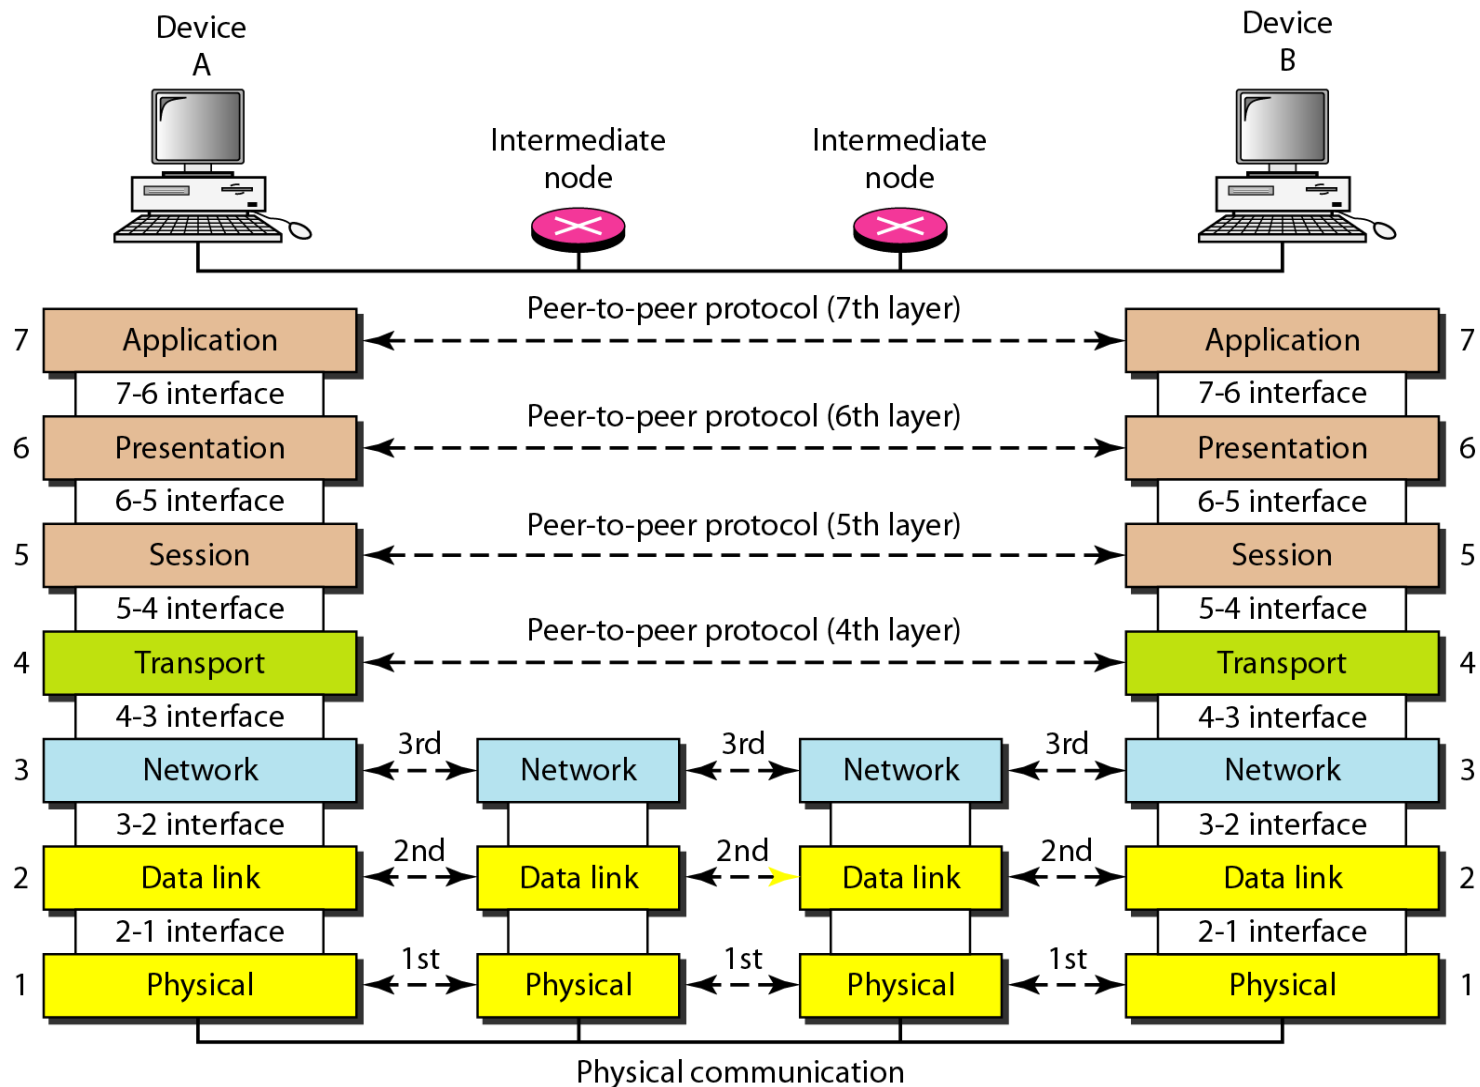 Device
A
Device
B
Intermediate
node
Intermediate
node
Peer-to-peer protocol (7th layer)
7 Application Application 7
7-6 interface 7-6 interface
Peer-to-peer protocol (6th layer)
6 Presentation Presentation 6
6-5 interface 6-5 interface
Peer-to-peer protocol (5th layer)
5 Session Session 5
5-4 interface 5-4 interface
Peer-to-peer protocol (4th layer)
4 Transport Transport 4
4-3 interface 4-3 interface
3rd 3rd 3rd
3 Network Network Network Network 3
3-2 interface 3-2 interface
2nd 2nd 2nd
2 Data link Data link Data link Data link 2
2-1 interface 2-1 interface
1st 1st 1st
1 Physical Physical Physical Physical 1
Physical communication